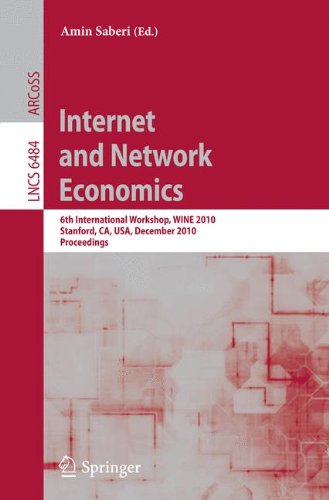 Amin Saberi (Ed.)
LNCS 6484
ARCoSS
Internet
and Network
Economics
6th International Workshop, WINE 2010
Stanford, CA, USA, December 2010
Proceedings
Springer